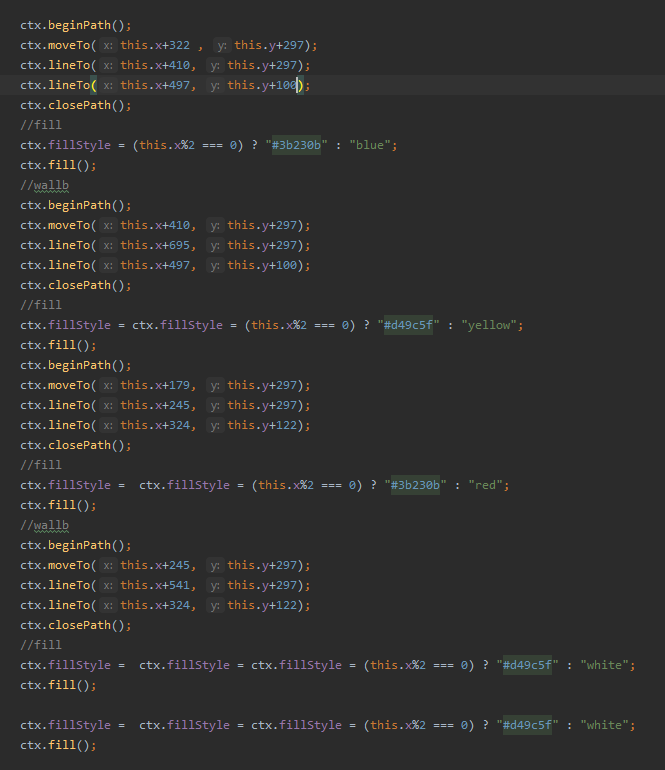 ctx.beginPath();
ctx.moveTo( x: this.x+322 , y: this.y+297);
ctx.lineTo( x: this.x+410, y: this.y+297);
ctx.lineTo( x: this.x+497, y: this.y+100);
ctx.closePath();
//fill
ctx.fillStyle = (this.x%2 === 0) ? "#3b230b" : "blue";
ctx.fill();
//wallb
ctx.beginPath();
ctx.moveTo( x: this.x+410, y: this.y+297);
ctx.lineTo( x: this.x+695, y: this.y+297);
ctx.lineTo( x: this.x+497, y: this.y+100);
ctx.closePath();
//fill
ctx.fillStyle = ctx.fillStyle = (this.x%2 === 0) ? "#d49c5f" : "yellow";
ctx.fill();
ctx.beginPath();
ctx.moveTo( x: this.x+179, y: this.y+297);
ctx.lineTo( x: this.x+245, y: this.y+297);
ctx.lineTo( x: this.x+324, y: this.y+122);
ctx.closePath();
//fill
ctx.fillStyle =  ctx.fillStyle = (this.x%2 === 0) ? "#3b230b" : "red";
ctx.fill();
//wallb
ctx.beginPath();
ctx.moveTo( x: this.x+245, y: this.y+297);
ctx.lineTo( x: this.x+541, y: this.y+297);
ctx.lineTo( x: this.x+324, y: this.y+122);
ctx.closePath();
//fill
ctx.fillStyle =  ctx.fillStyle = ctx.fillStyle = (this.x%2 === 0) ? "#d49c5f" : "white";
ctx.fill();
ctx.fillStyle =  ctx.fillStyle = ctx.fillStyle = (this.x%2 === 0) ? "#d49c5f" : "white";
ctx.fill();